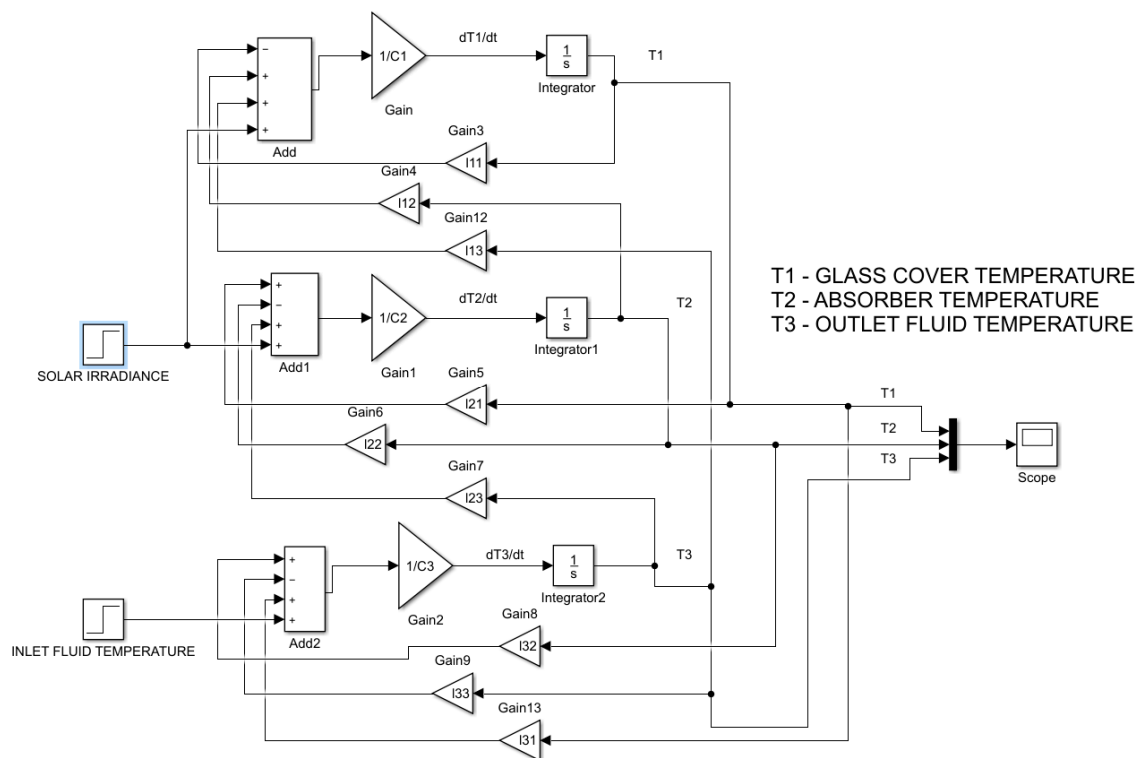 −
+
+
+
Add
1/C1
Gain
dT1/dt
1
s
Integrator
T1
Gain3
I11
Gain4
I12
Gain12
I13
T1 - GLASS COVER TEMPERATURE
T2 - ABSORBER TEMPERATURE
T3 - OUTLET FLUID TEMPERATURE
+
−
+
+
Add1
1/C2
Gain1
dT2/dt
1
s
Integrator1
T2
SOLAR IRRADIANCE
Gain5
I21
Gain6
I22
Gain7
I23
T1
T2
T3
Scope
+
−
+
+
Add2
1/C3
Gain2
dT3/dt
1
s
Integrator2
T3
INLET FLUID TEMPERATURE
Gain8
I32
Gain9
I33
Gain13
I31